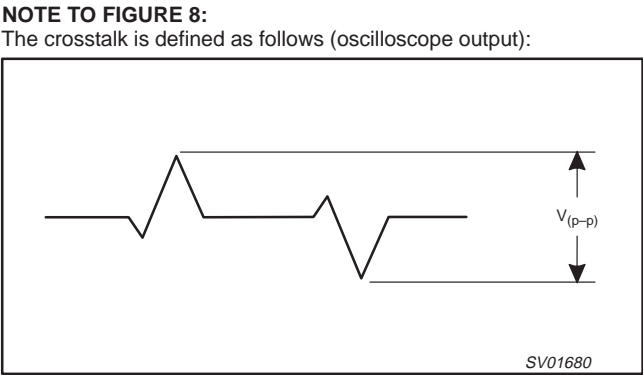 NOTE TO FIGURE 8:
The crosstalk is defined as follows (oscilloscope output):
V(p–p)
SV01680